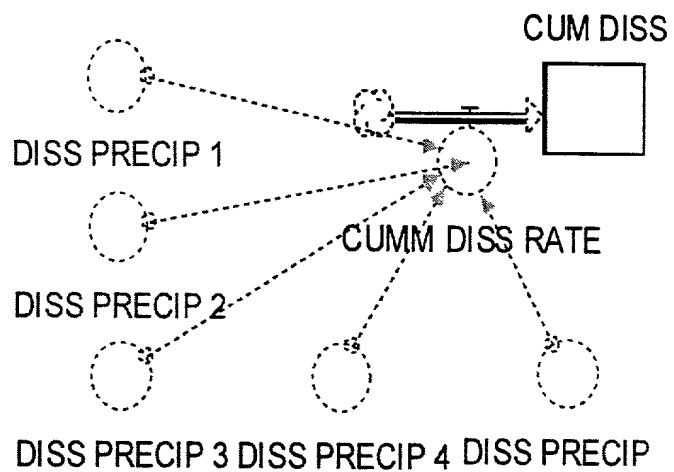 CUM DISS
DISS PRECIP 1
CUMM DISS RATE
DISS PRECIP 2
DISS PRECIP 3
DISS PRECIP 4
DISS PRECIP